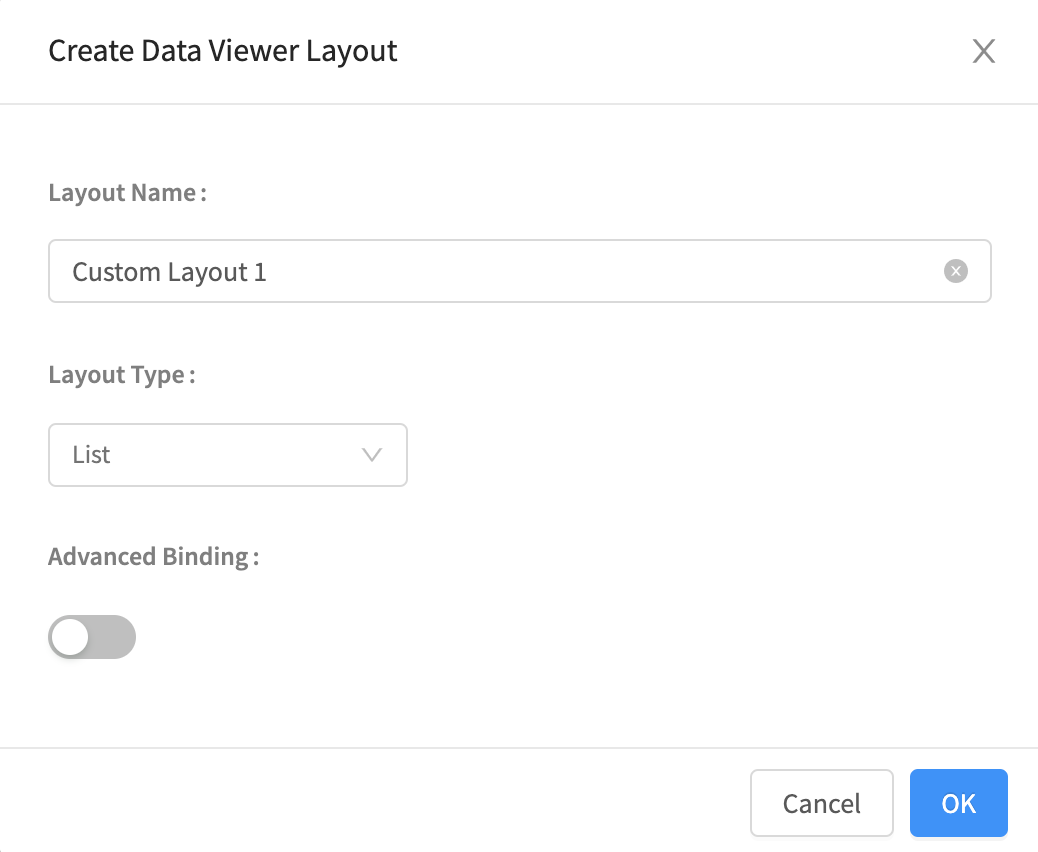 Create Data Viewer Layout
Layout Name :
Custom Layout 1
Layout Type :
List
Advanced Binding :
Cancel
OK